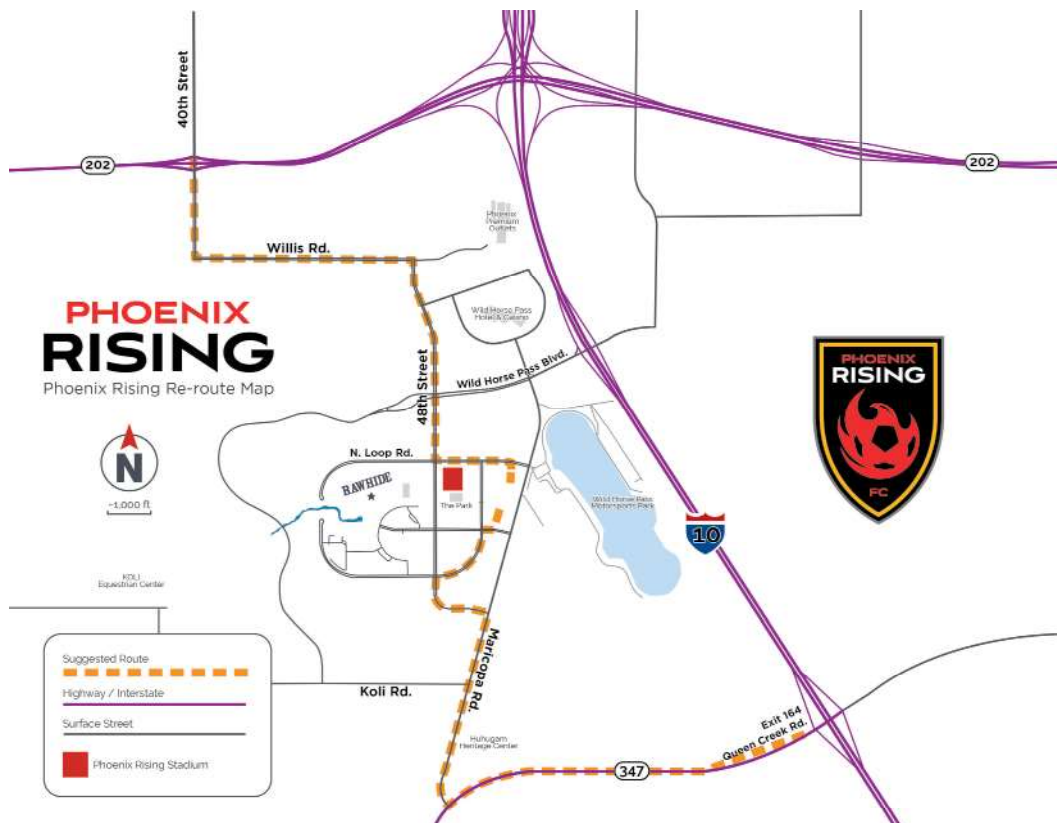 40th Street
202
202
Phoenix
Premium
Outlets
Willis Rd.
Wild Horse Pass
Hotel & Casino
PHOENIX
RISING
Phoenix Rising Re-route Map
48th Street
Wild Horse Pass Blvd.
PHOENIX
RISING
FC
N
~1,000 ft
N. Loop Rd.
RAWHIDE
The Park
Wild Horse Pass
Motorsports Park
10
KOLI
Equestrian Center
Suggested Route
Highway / Interstate
Surface Street
Phoenix Rising Stadium
Koli Rd.
Maricopa Rd.
Huhugam
Heritage Center
Exit 164
Queen Creek Rd.
347